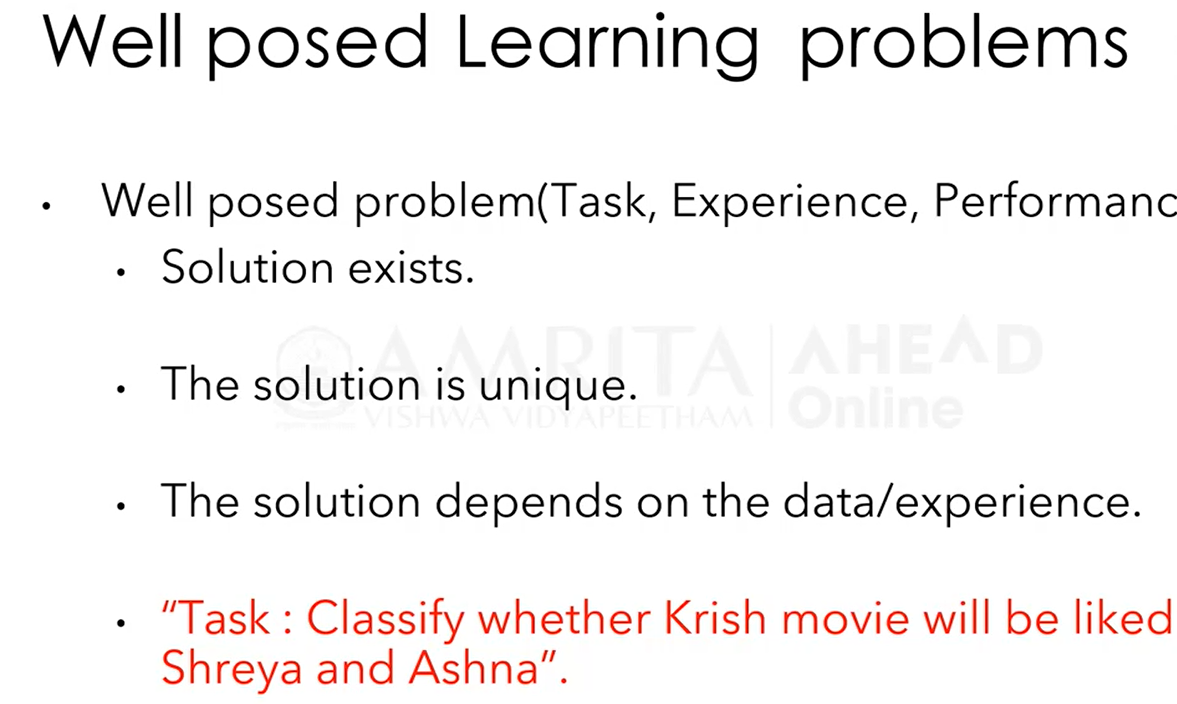 Well posed Learning problems
• Well posed problem(Task, Experience, Performanc
• Solution exists.
• The solution is unique.
AMRITA VISHWA VIDYAPEETHAM AHEAD Online
• The solution depends on the data/experience.
• “Task : Classify whether Krish movie will be liked
Shreya and Ashna”.